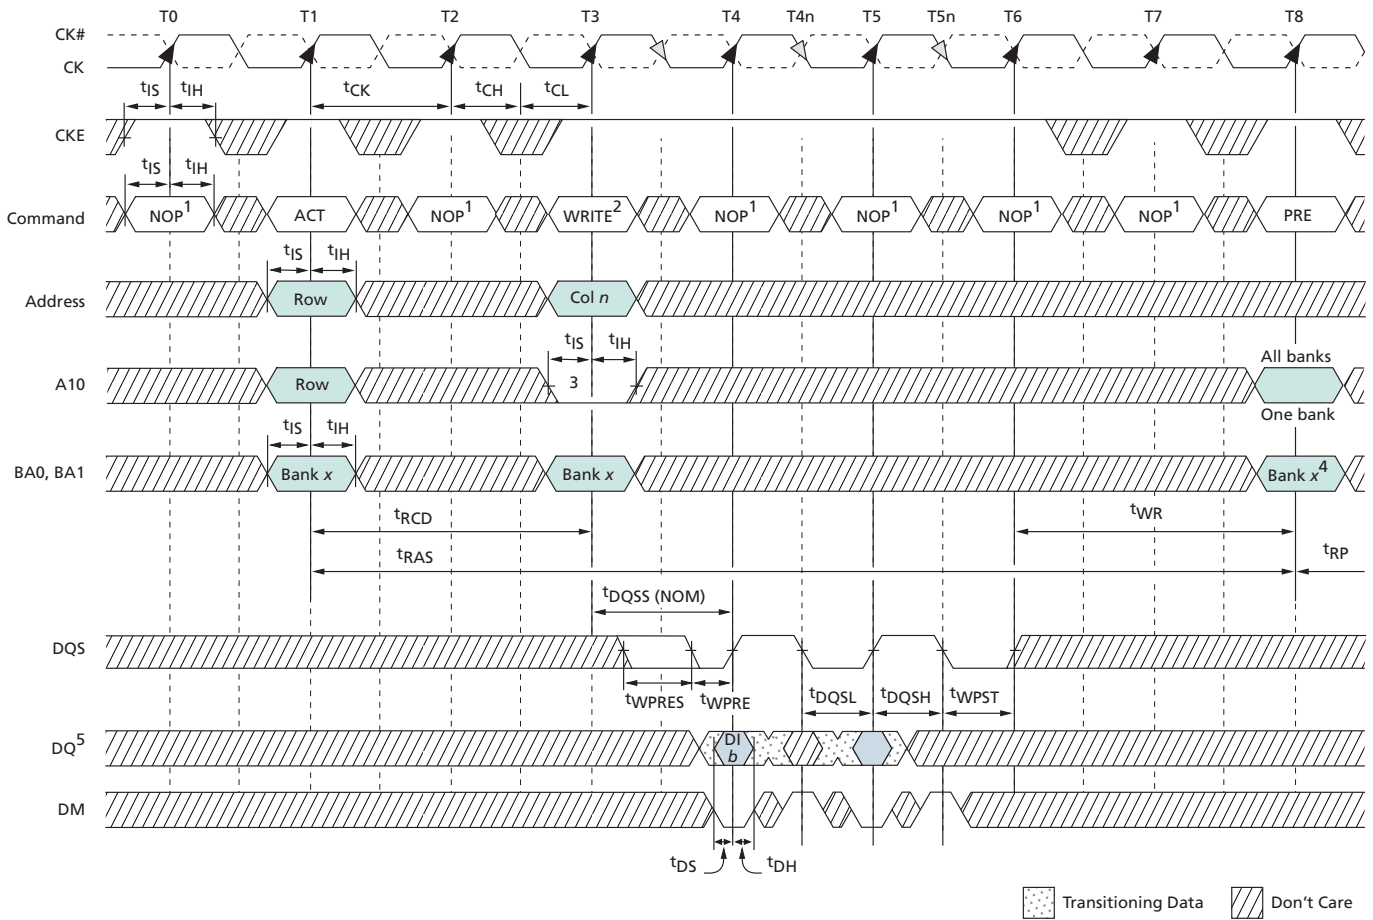 T0 T1 T2 T3 T4 T4n T5 T5n T6 T7 T8
CK#
CK
tIS tIH tCK tCH tCL
CKE
tIS tIH
Command NOP1 ACT NOP1 WRITE2 NOP1 NOP1 NOP1 NOP1 PRE
tIS tIH
Address Row Col n
tIS tIH
All banks
A10 Row 3
One bank
tIS tIH
BA0, BA1 Bank x Bank x Bank x4
tRCD tWR
tRAS tRP
tDQSS (NOM)
DQS
tWPRES tWPRE tDQSL tDQSH tWPST
DQ5 DI
b
DM
tDS tDH
Transitioning Data Don't Care